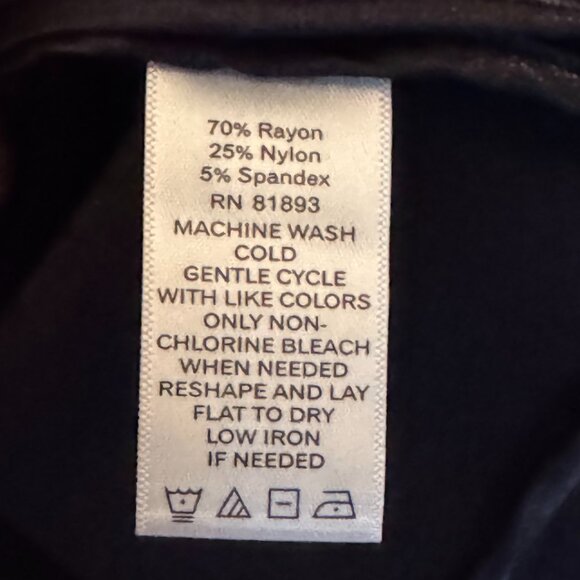 70% Rayon
25% Nylon
5% Spandex
RN 81893
MACHINE WASH
COLD
GENTLE CYCLE
WITH LIKE COLORS
ONLY NON-
CHLORINE BLEACH
WHEN NEEDED
RESHAPE AND LAY
FLAT TO DRY
LOW IRON
IF NEEDED